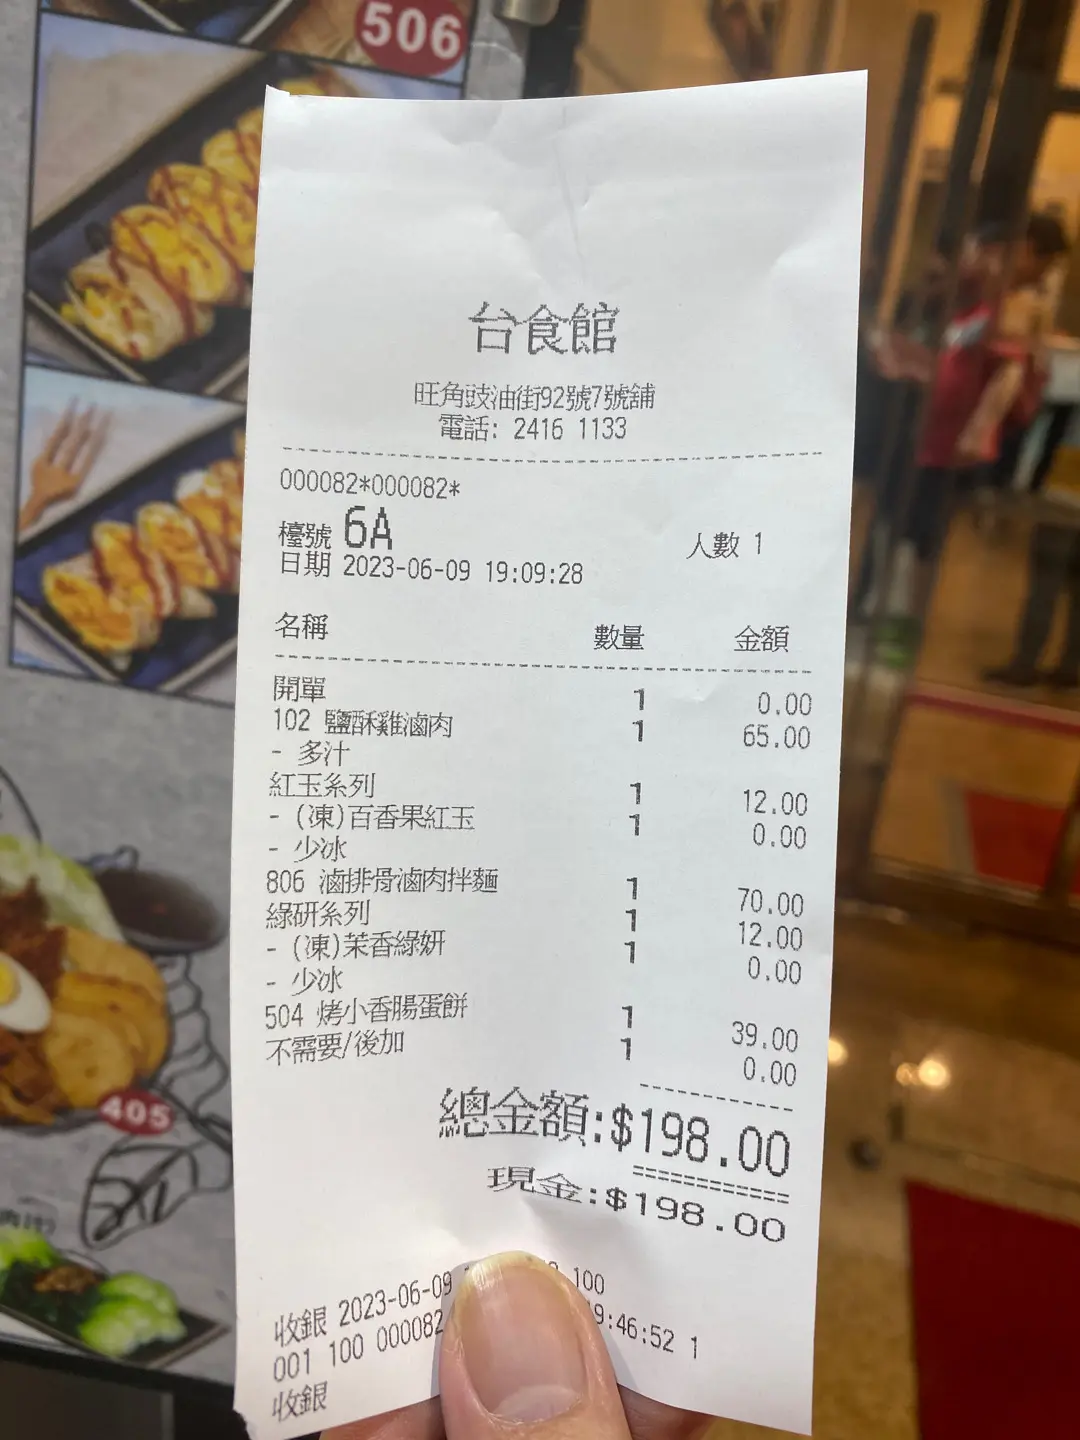 506
台食館
旺角豉油街92號7號舖
電話: 2416 1133
000082*000082*
檯號 6A 人數 1
日期 2023-06-09 19:09:28
名稱 數量 金額
開單 1 0.00
102 鹽酥雞滷肉 1 65.00
- 多汁
紅玉系列 1 12.00
- (凍)百香果紅玉 1 0.00
- 少冰
806 滷排骨滷肉拌麵 1 70.00
綠研系列 1 12.00
- (凍)茉香綠妍 1 0.00
- 少冰
504 烤小香腸蛋餅 1 39.00
不需要/後加 1 0.00
總金額:$198.00
現金:$198.00
收銀 2023-06-09 100
001 100 000082 9:46:52 1
收銀
405